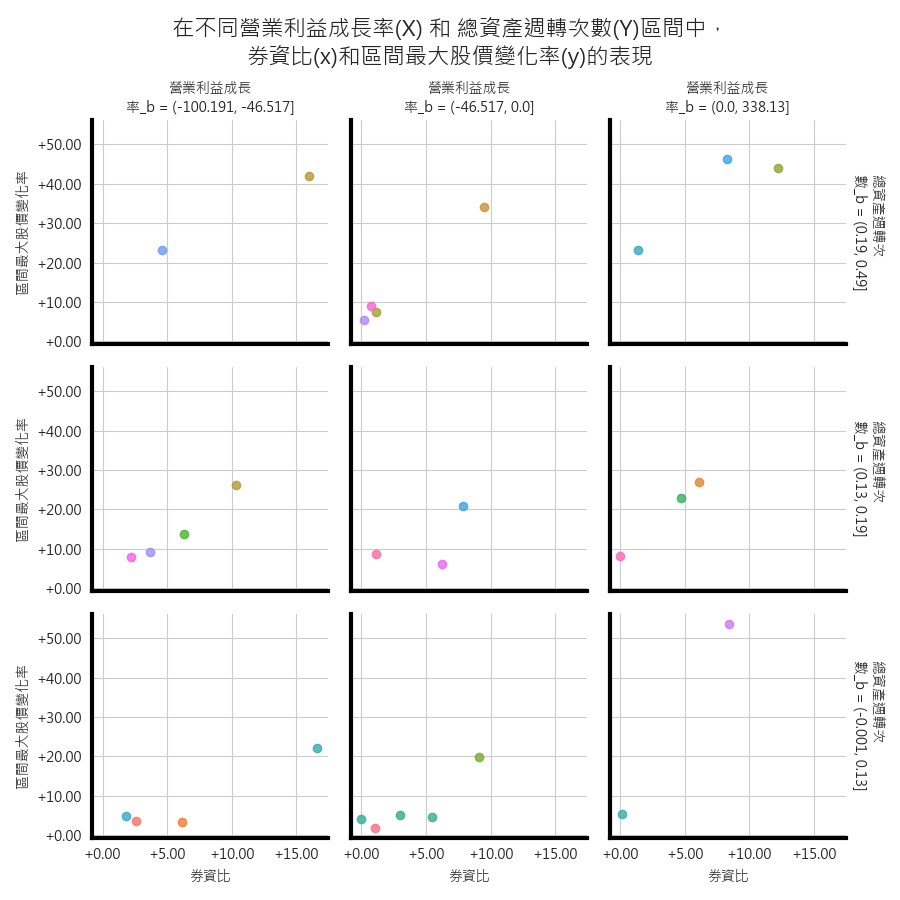 在不同營業利益成長率(X) 和 總資產週轉次數(Y)區間中，
券資比(x)和區間最大股價變化率(y)的表現
營業利益成長
率_b = (-100.191, -46.517]
營業利益成長
率_b = (-46.517, 0.0]
營業利益成長
率_b = (0.0, 338.13]
區間最大股價變化率
+50.00
+40.00
+30.00
+20.00
+10.00
+0.00
總資產週轉次
數_b = (0.19, 0.49]
區間最大股價變化率
+50.00
+40.00
+30.00
+20.00
+10.00
+0.00
總資產週轉次
數_b = (0.13, 0.19]
區間最大股價變化率
+50.00
+40.00
+30.00
+20.00
+10.00
+0.00
總資產週轉次
數_b = (-0.001, 0.13]
+0.00 +5.00 +10.00 +15.00
券資比
+0.00 +5.00 +10.00 +15.00
券資比
+0.00 +5.00 +10.00 +15.00
券資比